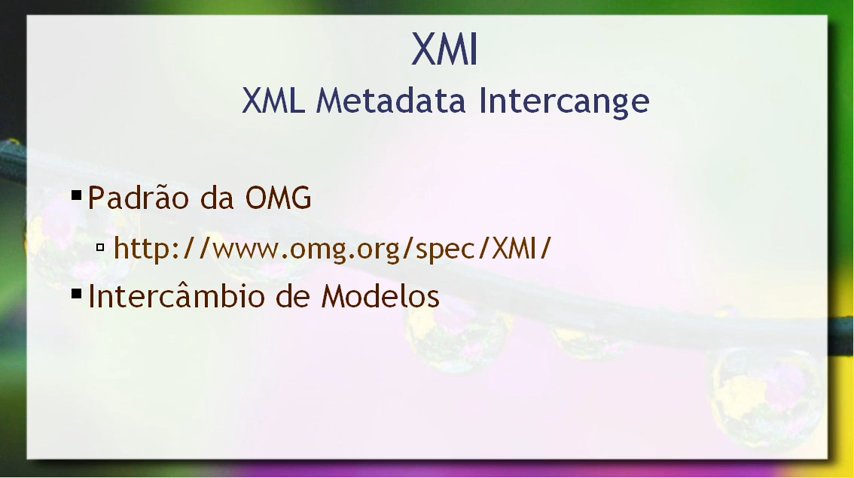 XMI
XML Metadata Intercange
Padrão da OMG
http://www.omg.org/spec/XMI/
Intercâmbio de Modelos